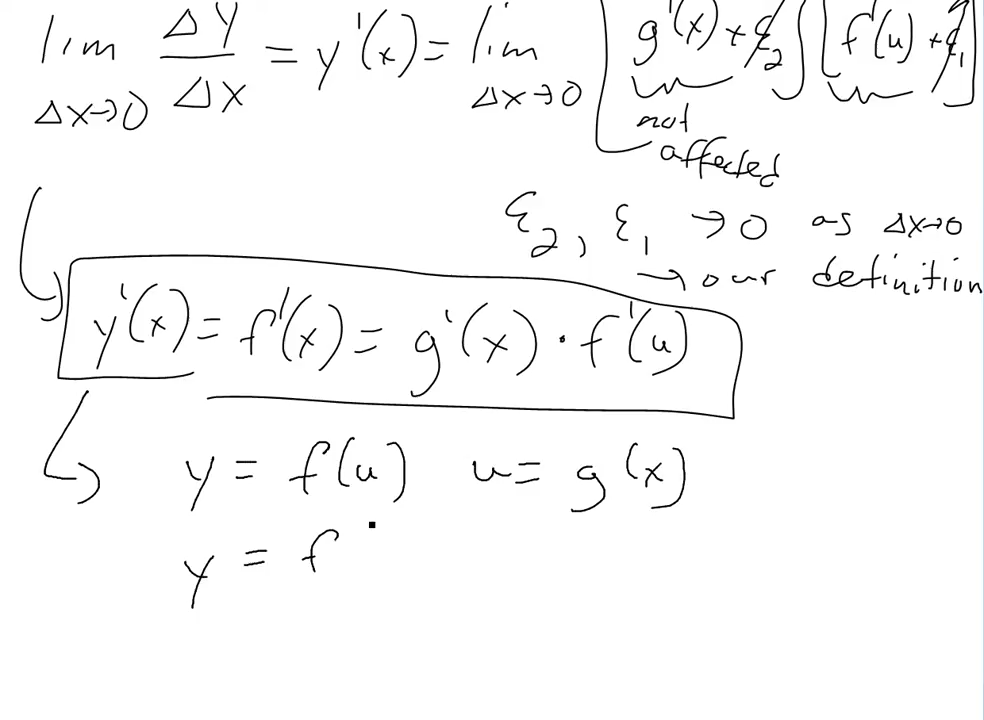 lim Δx→0 Δy/Δx = y'(x) = lim Δx→0 [g'(x) + ε₂] [f'(u) + ε₁]
not
affected
ε₂, ε₁ → 0 as Δx→0
→ our definition
y'(x) = f'(x) = g'(x) · f'(u)
y = f(u) u = g(x)
y = f